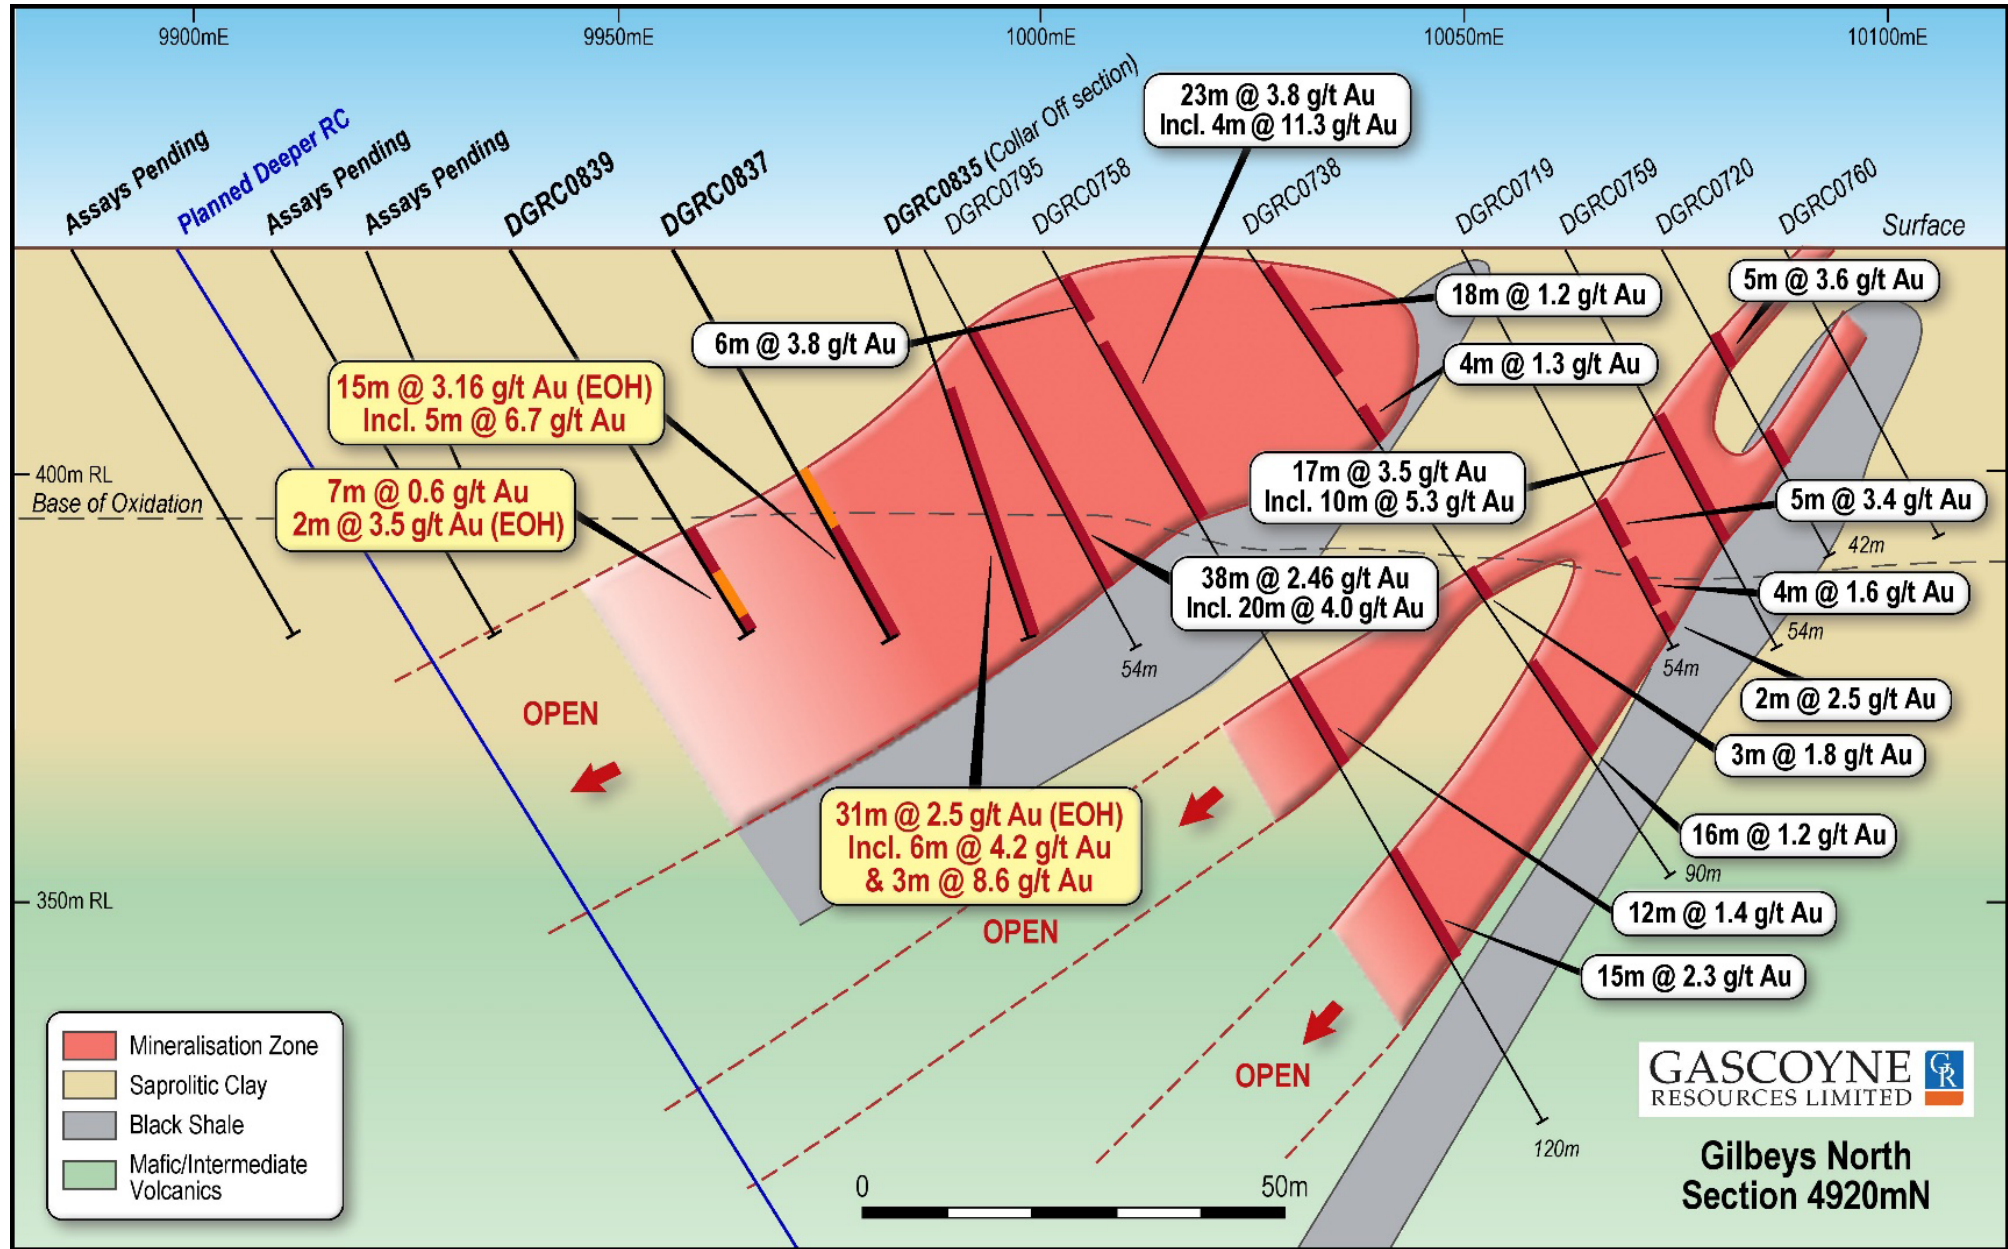 9900mE
9950mE
1000mE
10050mE
10100mE
Assays Pending
Planned Deeper RC
Assays Pending
Assays Pending
DGRC0839
DGRC0837
DGRC0835 (Collar Off section)
DGRC0795
DGRC0758
DGRC0738
DGRC0719
DGRC0759
DGRC0720
DGRC0760
Surface
23m @ 3.8 g/t Au
Incl. 4m @ 11.3 g/t Au
5m @ 3.6 g/t Au
18m @ 1.2 g/t Au
6m @ 3.8 g/t Au
4m @ 1.3 g/t Au
15m @ 3.16 g/t Au (EOH)
Incl. 5m @ 6.7 g/t Au
400m RL
Base of Oxidation
7m @ 0.6 g/t Au
2m @ 3.5 g/t Au (EOH)
17m @ 3.5 g/t Au
Incl. 10m @ 5.3 g/t Au
5m @ 3.4 g/t Au
42m
38m @ 2.46 g/t Au
Incl. 20m @ 4.0 g/t Au
4m @ 1.6 g/t Au
54m
54m
54m
2m @ 2.5 g/t Au
OPEN
3m @ 1.8 g/t Au
31m @ 2.5 g/t Au (EOH)
Incl. 6m @ 4.2 g/t Au
& 3m @ 8.6 g/t Au
16m @ 1.2 g/t Au
90m
350m RL
12m @ 1.4 g/t Au
OPEN
15m @ 2.3 g/t Au
OPEN
120m
Mineralisation Zone
Saprolitic Clay
Black Shale
Mafic/Intermediate
Volcanics
0
50m
GASCOYNE
RESOURCES LIMITED
GR
Gilbeys North
Section 4920mN